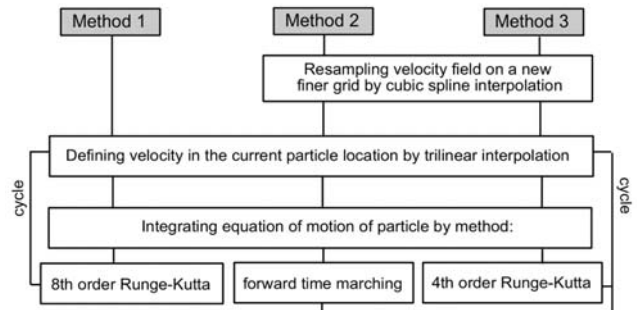 Method 1
Method 2
Method 3
Resampling velocity field on a new
finer grid by cubic spline interpolation
Defining velocity in the current particle location by trilinear interpolation
cycle
cycle
Integrating equation of motion of particle by method:
8th order Runge-Kutta
forward time marching
4th order Runge-Kutta